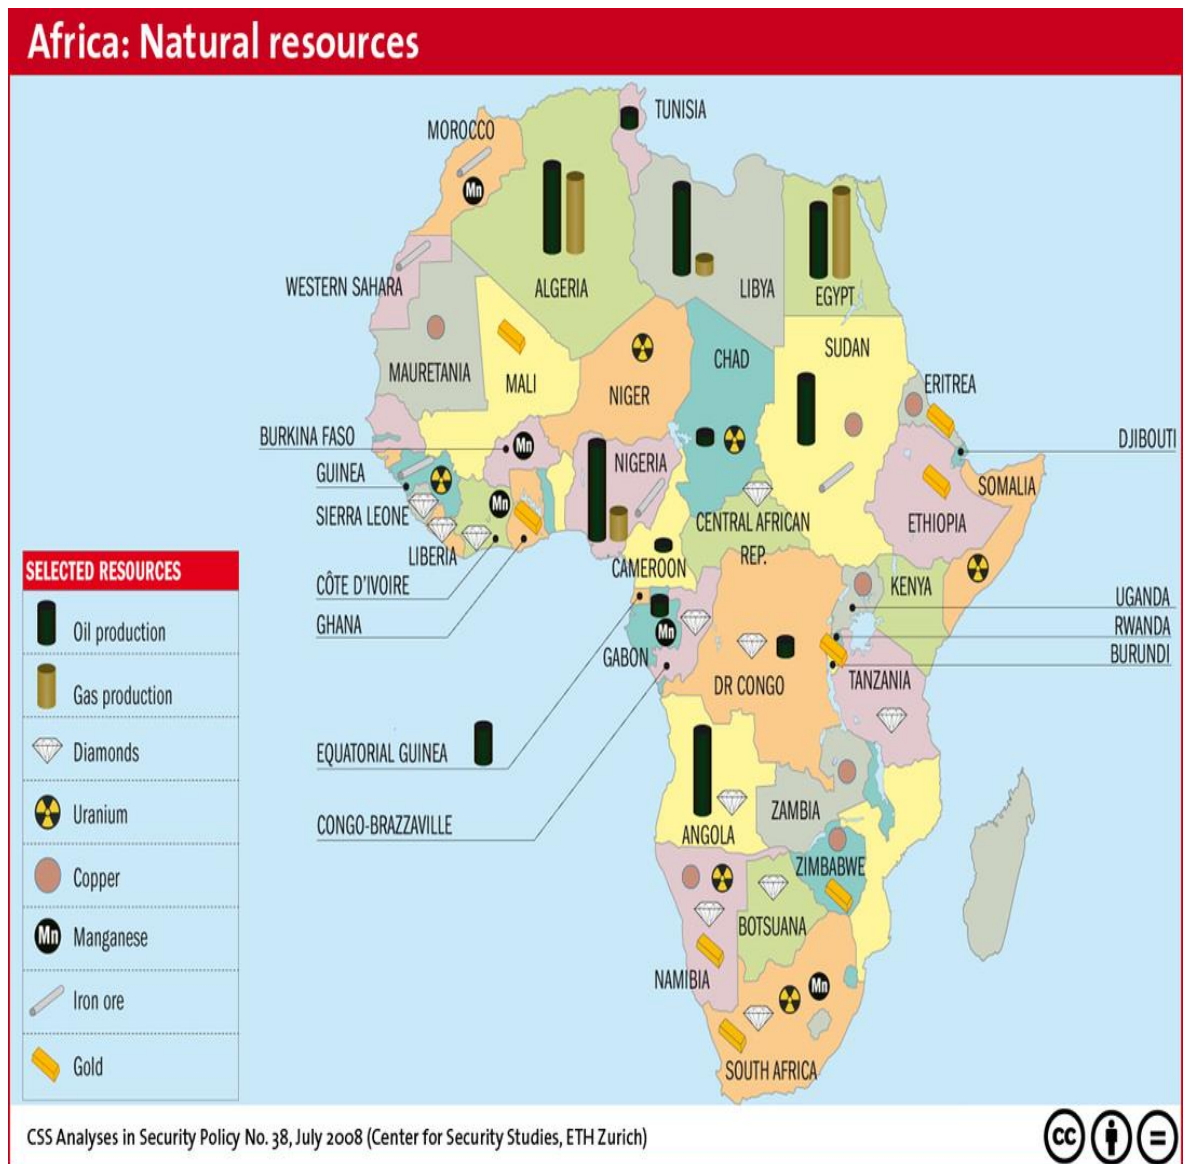 Africa: Natural resources
TUNISIA
MOROCCO
WESTERN SAHARA
ALGERIA
LIBYA
EGYPT
MAURETANIA
MALI
NIGER
CHAD
SUDAN
ERITREA
BURKINA FASO
DJIBOUTI
GUINEA
NIGERIA
SOMALIA
SIERRA LEONE
CENTRAL AFRICAN
REP.
ETHIOPIA
LIBERIA
CAMEROON
CÔTE D'IVOIRE
KENYA
UGANDA
GHANA
RWANDA
GABON
BURUNDI
DR CONGO
TANZANIA
EQUATORIAL GUINEA
CONGO-BRAZZAVILLE
ANGOLA
ZAMBIA
ZIMBABWE
BOTSUANA
NAMIBIA
SOUTH AFRICA
Mn
Mn
Mn
Mn
Mn
SELECTED RESOURCES
Oil production
Gas production
Diamonds
Uranium
Copper
Mn Manganese
Iron ore
Gold
CSS Analyses in Security Policy No. 38, July 2008 (Center for Security Studies, ETH Zurich)
cc